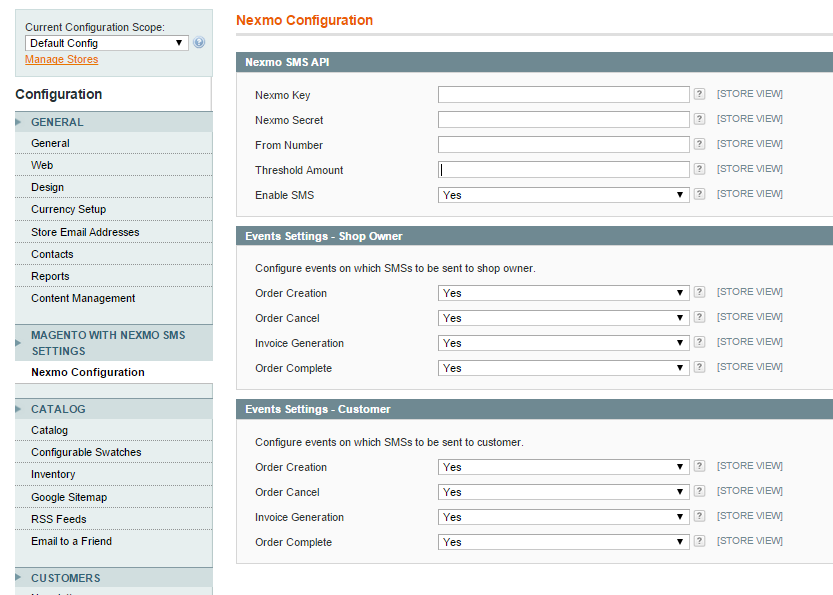 Current Configuration Scope:
Default Config
Manage Stores
Configuration
GENERAL
General
Web
Design
Currency Setup
Store Email Addresses
Contacts
Reports
Content Management
MAGENTO WITH NEXMO SMS
SETTINGS
Nexmo Configuration
CATALOG
Catalog
Configurable Swatches
Inventory
Google Sitemap
RSS Feeds
Email to a Friend
CUSTOMERS
Nexmo Configuration
Nexmo SMS API
Nexmo Key ? [STORE VIEW]
Nexmo Secret ? [STORE VIEW]
From Number ? [STORE VIEW]
Threshold Amount ? [STORE VIEW]
Enable SMS Yes ? [STORE VIEW]
Events Settings - Shop Owner
Configure events on which SMSs to be sent to shop owner.
Order Creation Yes ? [STORE VIEW]
Order Cancel Yes ? [STORE VIEW]
Invoice Generation Yes ? [STORE VIEW]
Order Complete Yes ? [STORE VIEW]
Events Settings - Customer
Configure events on which SMSs to be sent to customer.
Order Creation Yes ? [STORE VIEW]
Order Cancel Yes ? [STORE VIEW]
Invoice Generation Yes ? [STORE VIEW]
Order Complete Yes ? [STORE VIEW]